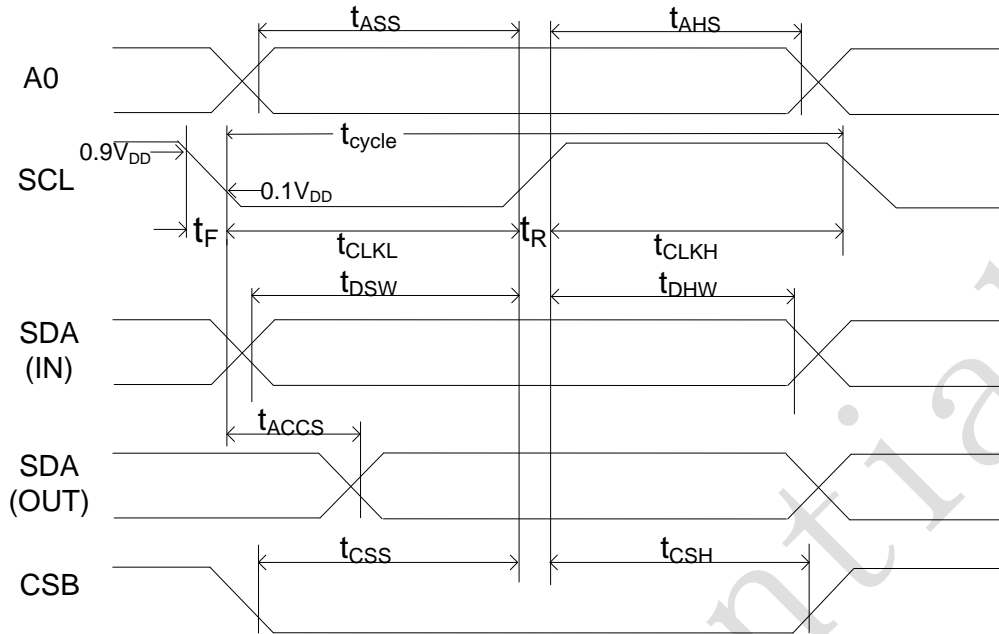 tASS tAHS
A0
tcycle
0.9VDD
SCL
0.1VDD
tF tCLKL tR tCLKH
tDSW tDHW
SDA
(IN)
tACCS
SDA
(OUT)
tCSS tCSH
CSB
ntial